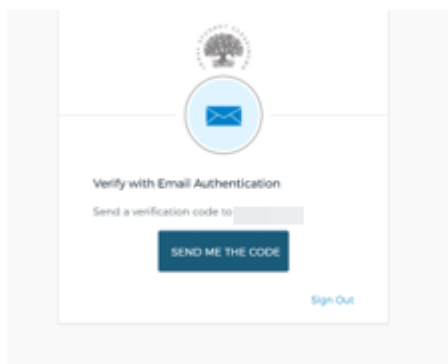 Verify with Email Authentication
Send a verification code to
SEND ME THE CODE
Sign Out